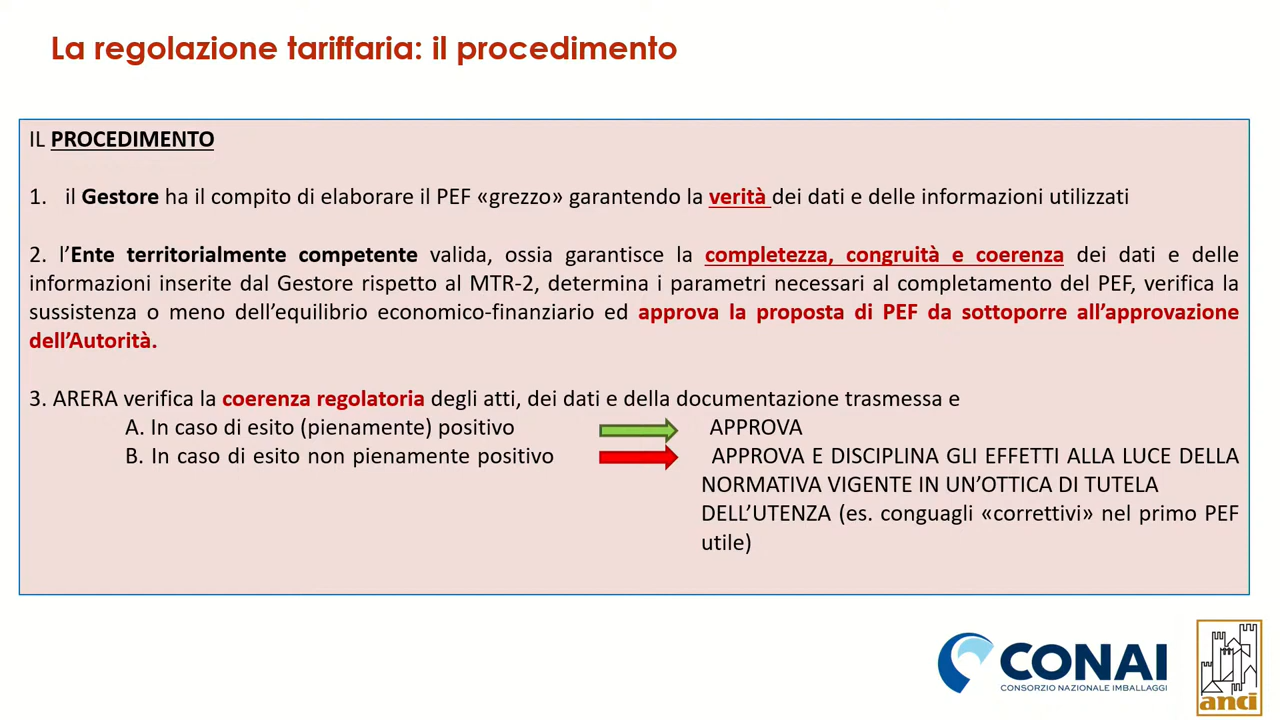 La regolazione tariffaria: il procedimento
IL PROCEDIMENTO
1. il Gestore ha il compito di elaborare il PEF «grezzo» garantendo la verità dei dati e delle informazioni utilizzati
2. l’Ente territorialmente competente valida, ossia garantisce la completezza, congruità e coerenza dei dati e delle
informazioni inserite dal Gestore rispetto al MTR-2, determina i parametri necessari al completamento del PEF, verifica la
sussistenza o meno dell’equilibrio economico-finanziario ed approva la proposta di PEF da sottoporre all’approvazione
dell’Autorità.
3. ARERA verifica la coerenza regolatoria degli atti, dei dati e della documentazione trasmessa e
A. In caso di esito (pienamente) positivo APPROVA
B. In caso di esito non pienamente positivo APPROVA E DISCIPLINA GLI EFFETTI ALLA LUCE DELLA
NORMATIVA VIGENTE IN UN’OTTICA DI TUTELA
DELL’UTENZA (es. conguagli «correttivi» nel primo PEF
utile)
CONAI
CONSORZIO NAZIONALE IMBALLAGGI
anci